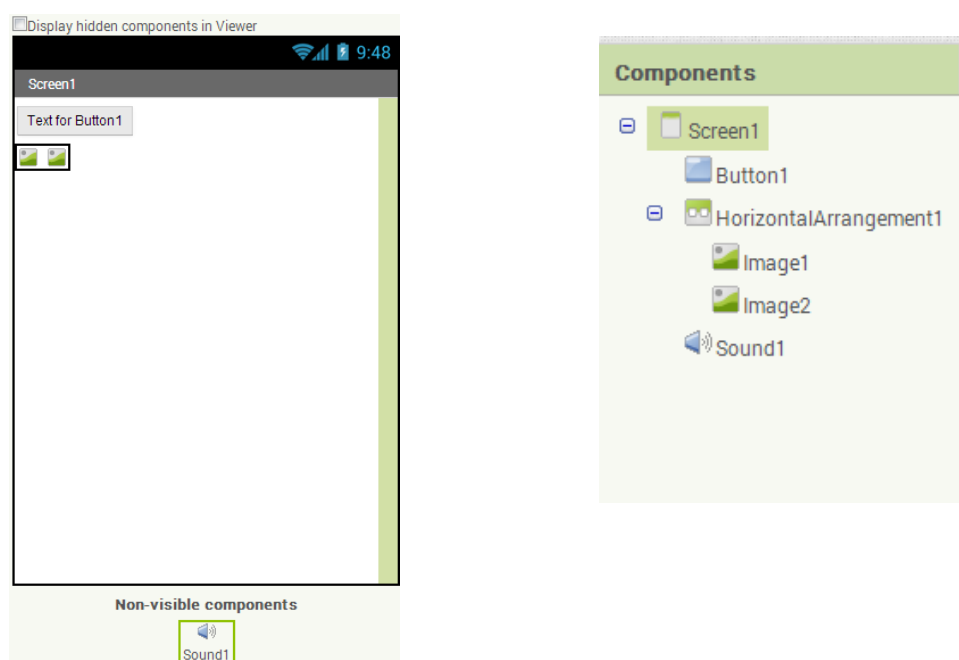 Display hidden components in Viewer
9:48
Screen1
Text for Button1
Non-visible components
Sound1
Components
Screen1
Button1
HorizontalArrangement1
Image1
Image2
Sound1